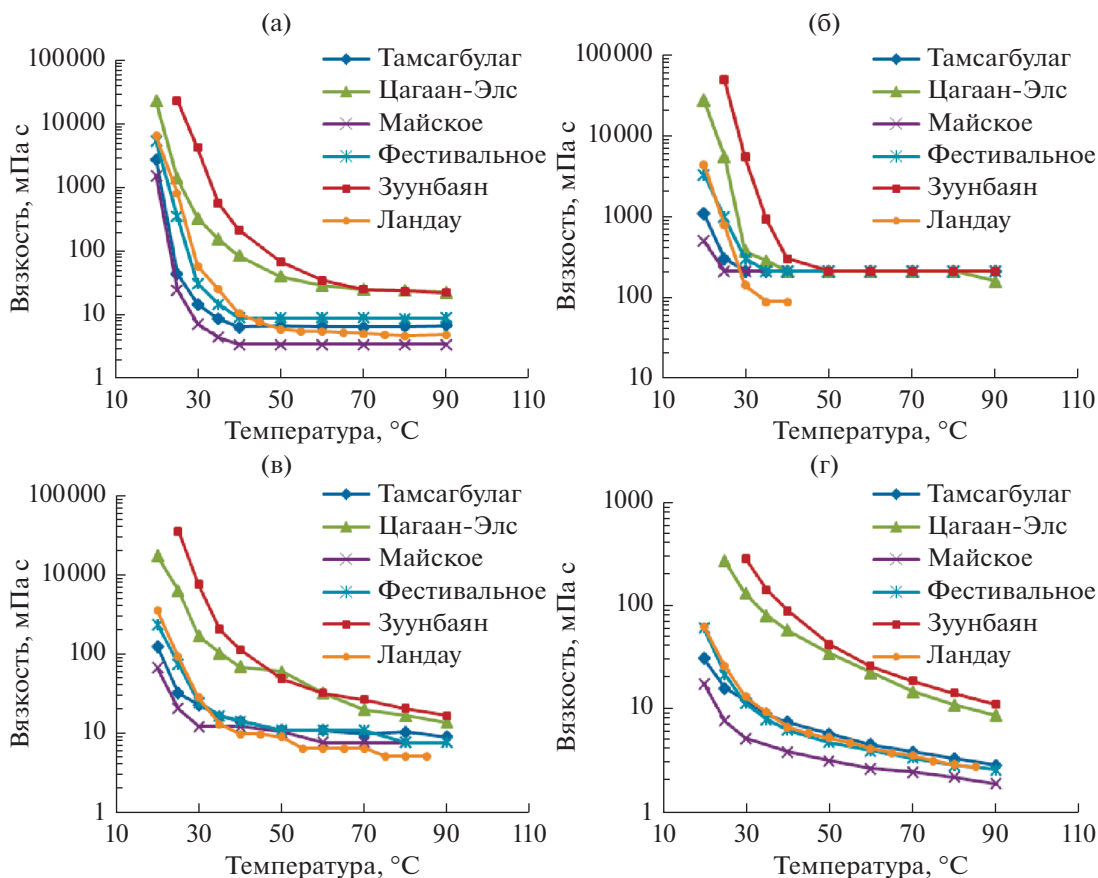 (а)
100000
10000
1000
100
10
1
Вязкость, мПа с
10 30 50 70 90 110
Температура, °C
Тамсагбулаг
Цагаан-Элс
Майское
Фестивальное
Зуунбаян
Ландау
(б)
100000
10000
1000
100
10
Вязкость, мПа с
10 30 50 70 90 110
Температура, °C
Тамсагбулаг
Цагаан-Элс
Майское
Фестивальное
Зуунбаян
Ландау
(в)
100000
10000
1000
100
10
1
Вязкость, мПа с
10 30 50 70 90 110
Температура, °C
Тамсагбулаг
Цагаан-Элс
Майское
Фестивальное
Зуунбаян
Ландау
(г)
1000
100
10
1
Вязкость, мПа с
10 30 50 70 90 110
Температура, °C
Тамсагбулаг
Цагаан-Элс
Майское
Фестивальное
Зуунбаян
Ландау